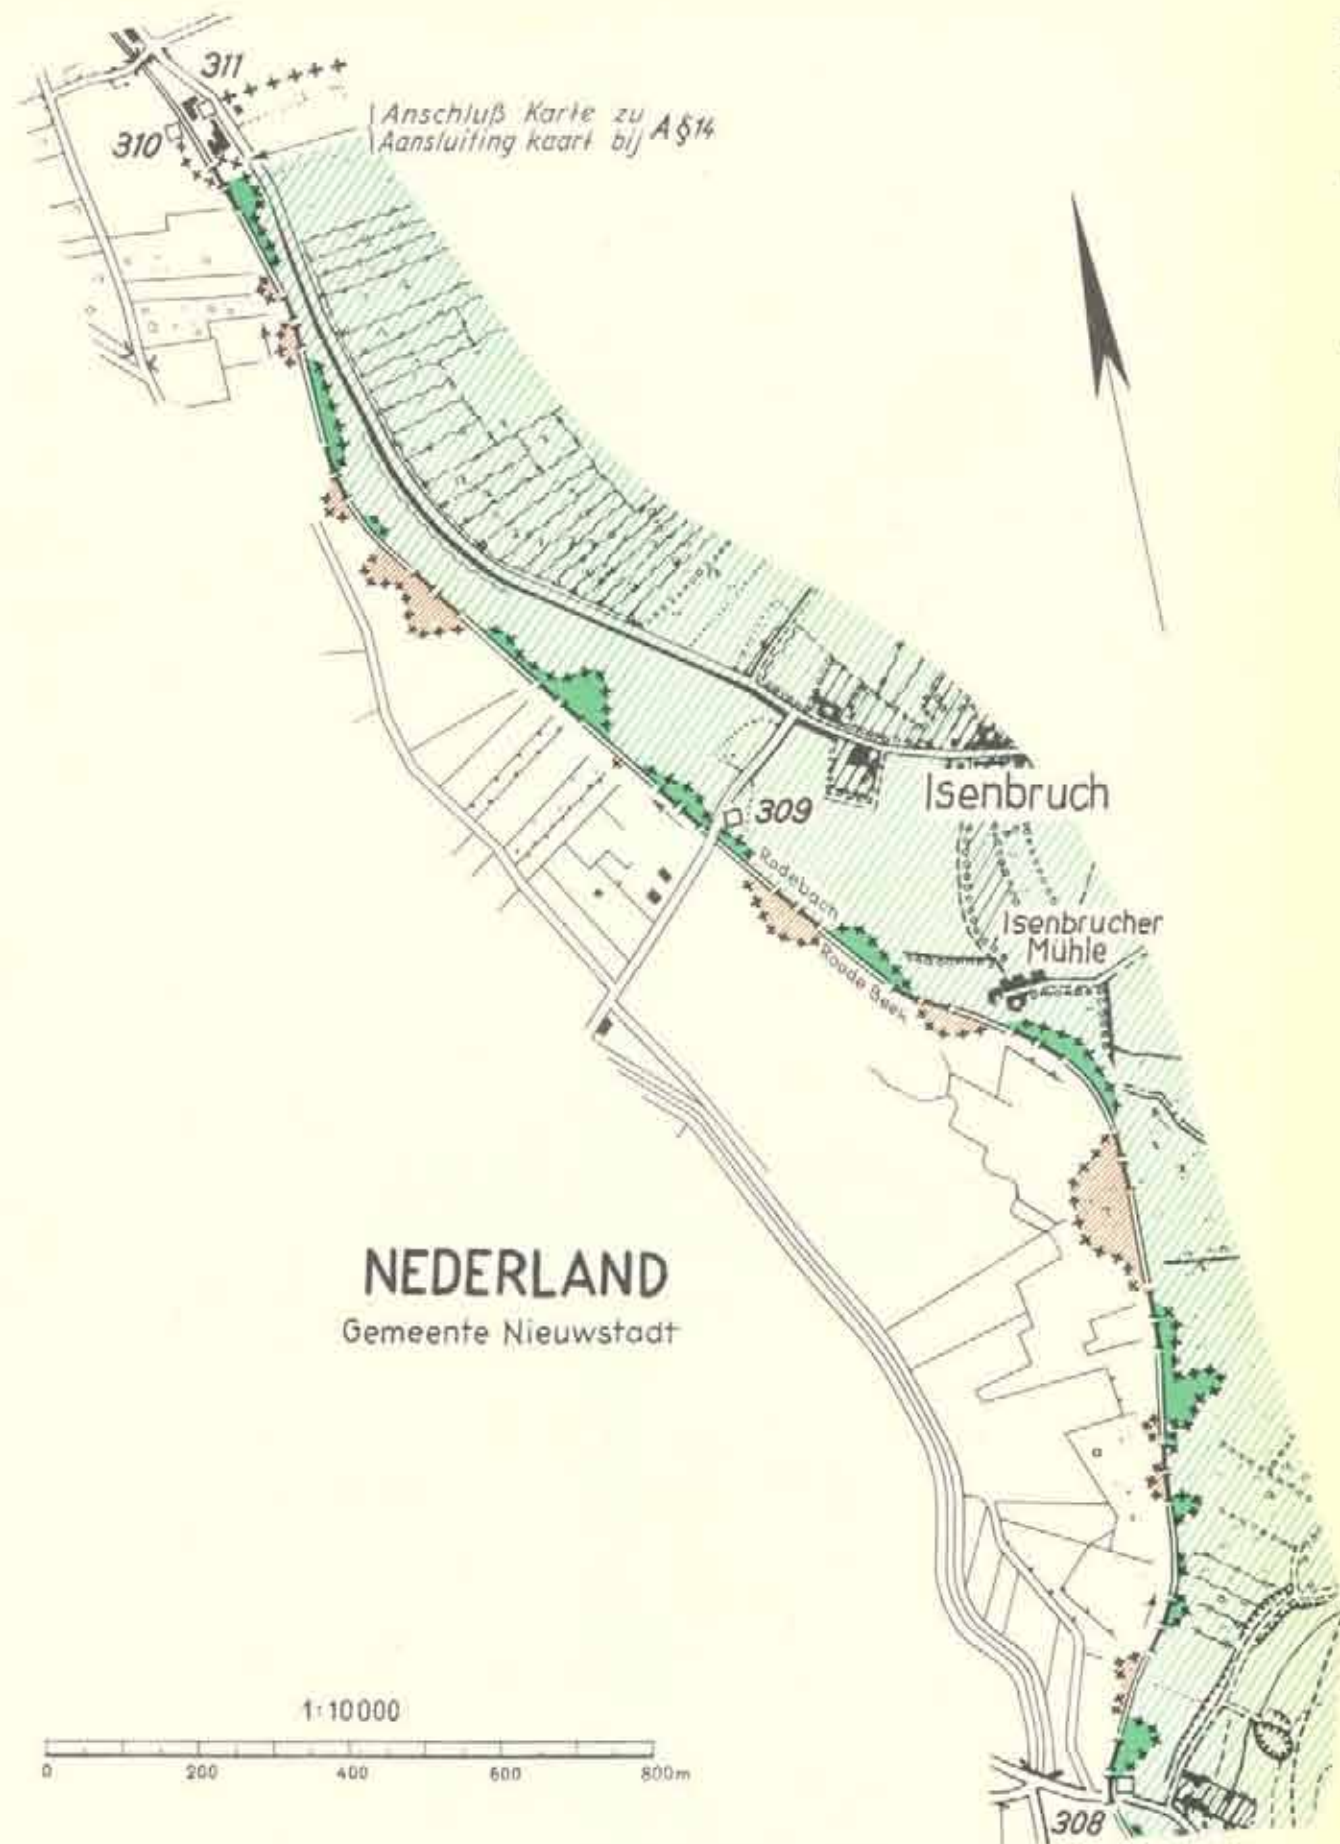 311
Anschluß Karte zu
Aansluiting kaart bij
A § 14
310
309
Isenbruch
Rodebach
Isenbrucher
Mühle
Roode Beek
NEDERLAND
Gemeente Nieuwstadt
1:10000
0 200 400 600 800m
308